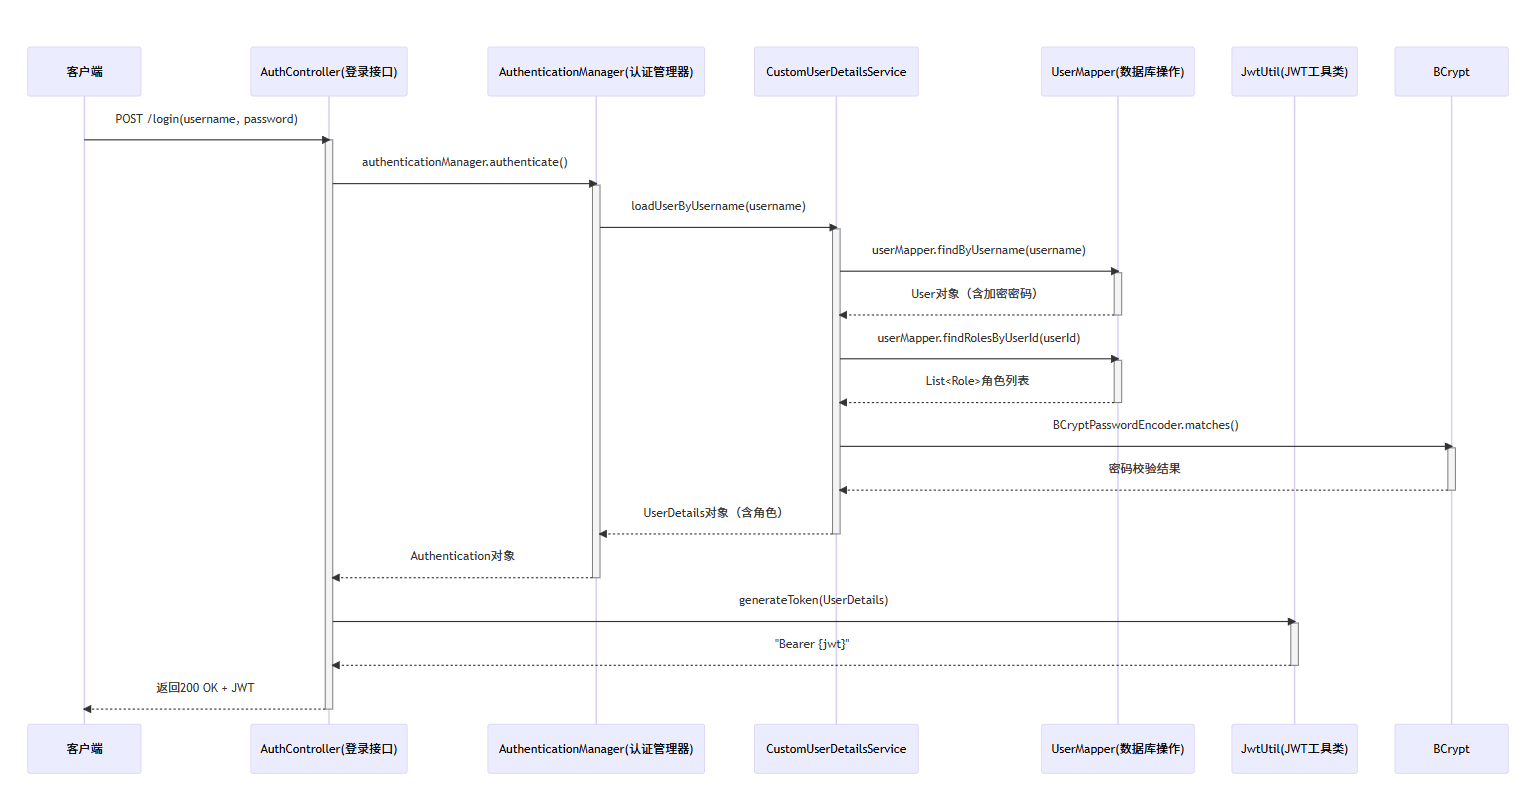 客户端
AuthController(登录接口)
AuthenticationManager(认证管理器)
CustomUserDetailsService
UserMapper(数据库操作)
JwtUtil(JWT工具类)
BCrypt
POST /login(username, password)
authenticationManager.authenticate()
loadUserByUsername(username)
userMapper.findByUsername(username)
User对象（含加密密码）
userMapper.findRolesByUserId(userId)
List<Role>角色列表
BCryptPasswordEncoder.matches()
密码校验结果
UserDetails对象（含角色）
Authentication对象
generateToken(UserDetails)
"Bearer {jwt}"
返回200 OK + JWT
客户端
AuthController(登录接口)
AuthenticationManager(认证管理器)
CustomUserDetailsService
UserMapper(数据库操作)
JwtUtil(JWT工具类)
BCrypt